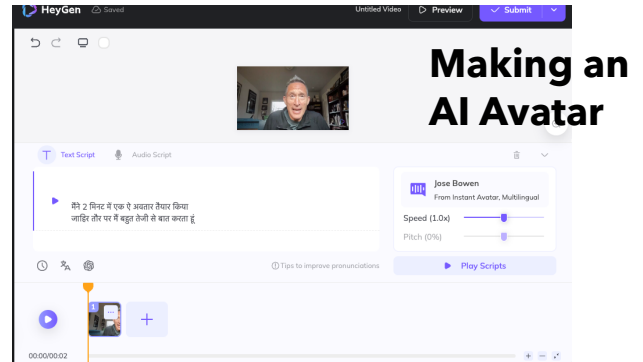 HeyGen
Saved
Untitled Video
Preview
Submit
Making an
AI Avatar
T Text Script
Audio Script
मैंने 2 मिनट में एक ऐ अवतार तैयार किया
जाहिर तौर पर मैं बहुत तेजी से बात करता हूं
Jose Bowen
From Instant Avatar, Multilingual
Speed (1.0x)
Pitch (0%)
Tips to improve pronunciations
Play Scripts
1
00:00/00:02